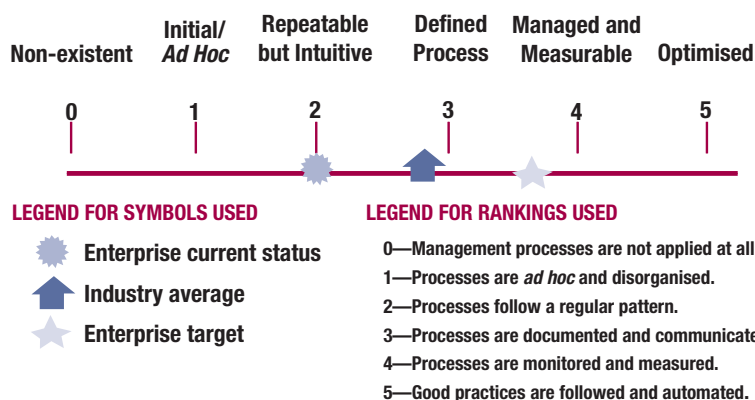 Non-existent
Initial/
Ad Hoc
Repeatable
but Intuitive
Defined
Process
Managed and
Measurable
Optimised
0 1 2 3 4 5
LEGEND FOR SYMBOLS USED
Enterprise current status
Industry average
Enterprise target
LEGEND FOR RANKINGS USED
0—Management processes are not applied at all
1—Processes are ad hoc and disorganised.
2—Processes follow a regular pattern.
3—Processes are documented and communicate
4—Processes are monitored and measured.
5—Good practices are followed and automated.